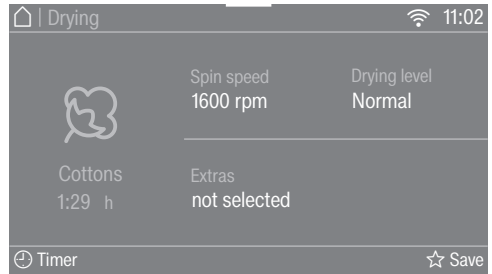 | Drying 11:02
Spin speed Drying level
1600 rpm Normal
Cottons
1:29 h
Extras
not selected
Timer Save